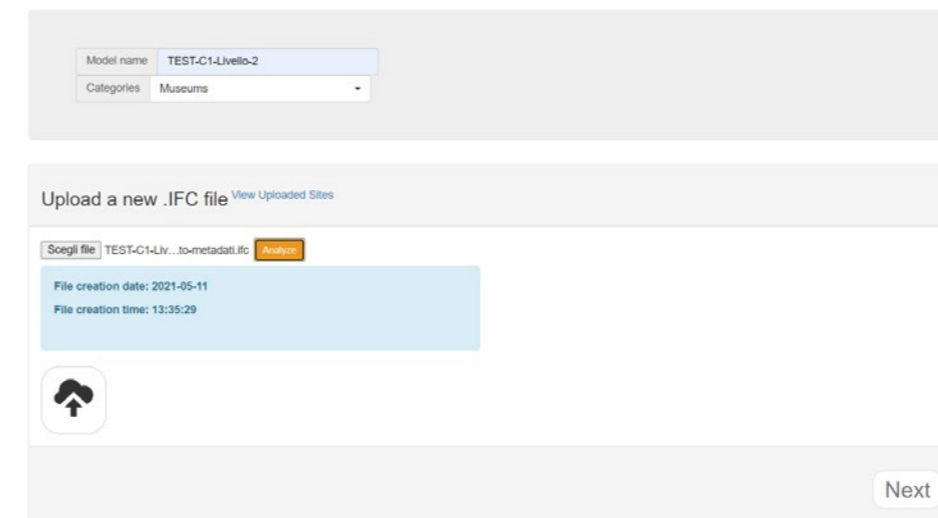 Model name TEST-C1-Livello-2
Categories Museums
Upload a new .IFC file View Uploaded Sites
Scegli file TEST-C1-Liv...to-metadati.ifc Analyze
File creation date: 2021-05-11
File creation time: 13:35:29
Next